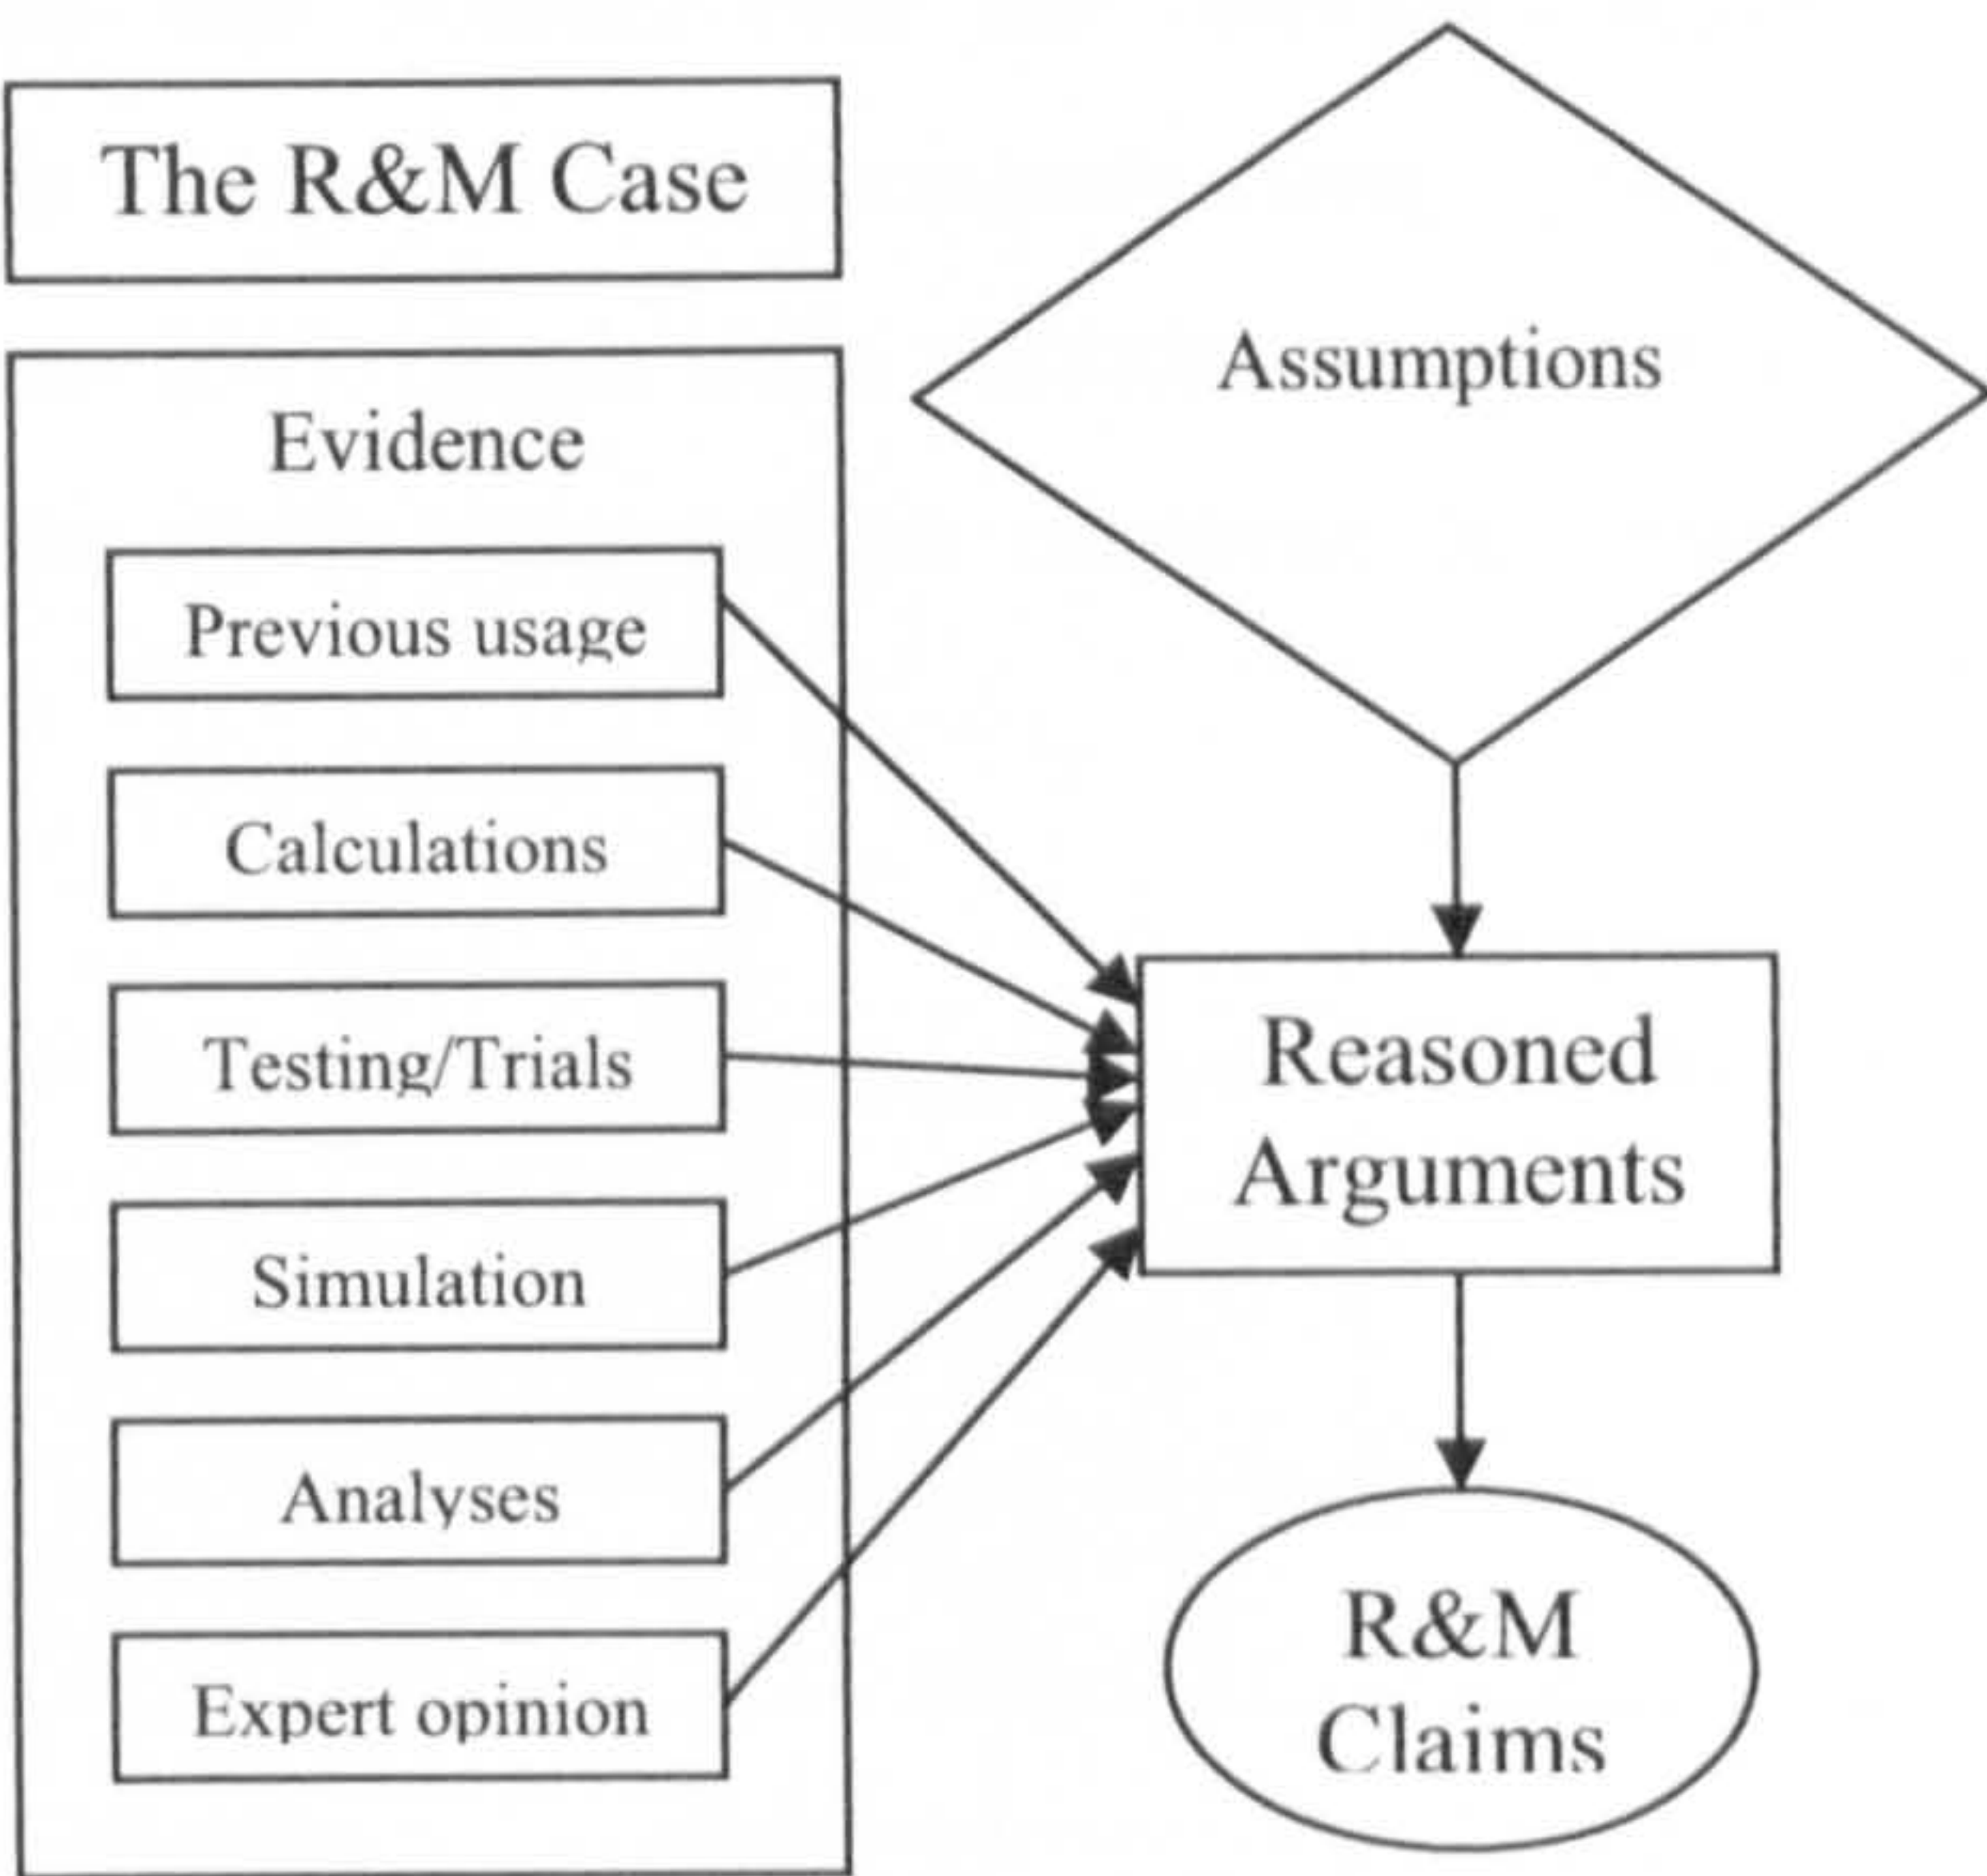 The R&M Case
Assumptions
Evidence
Previous usage
Calculations
Testing/Trials
Simulation
Analyses
Expert opinion
Reasoned
Arguments
R&M
Claims